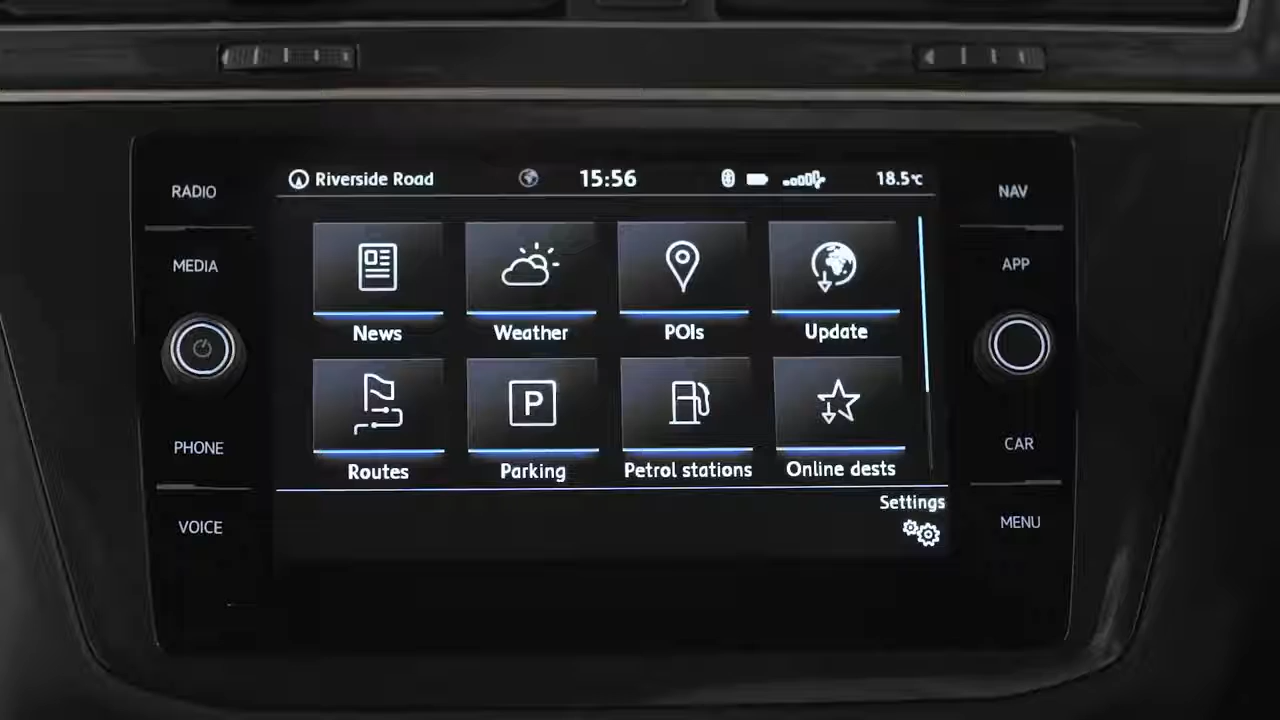 Riverside Road 15:56 18.5°C
RADIO
NAV
MEDIA
APP
News Weather POIs Update
P
Routes Parking Petrol stations Online dests
PHONE
CAR
Settings
VOICE
MENU